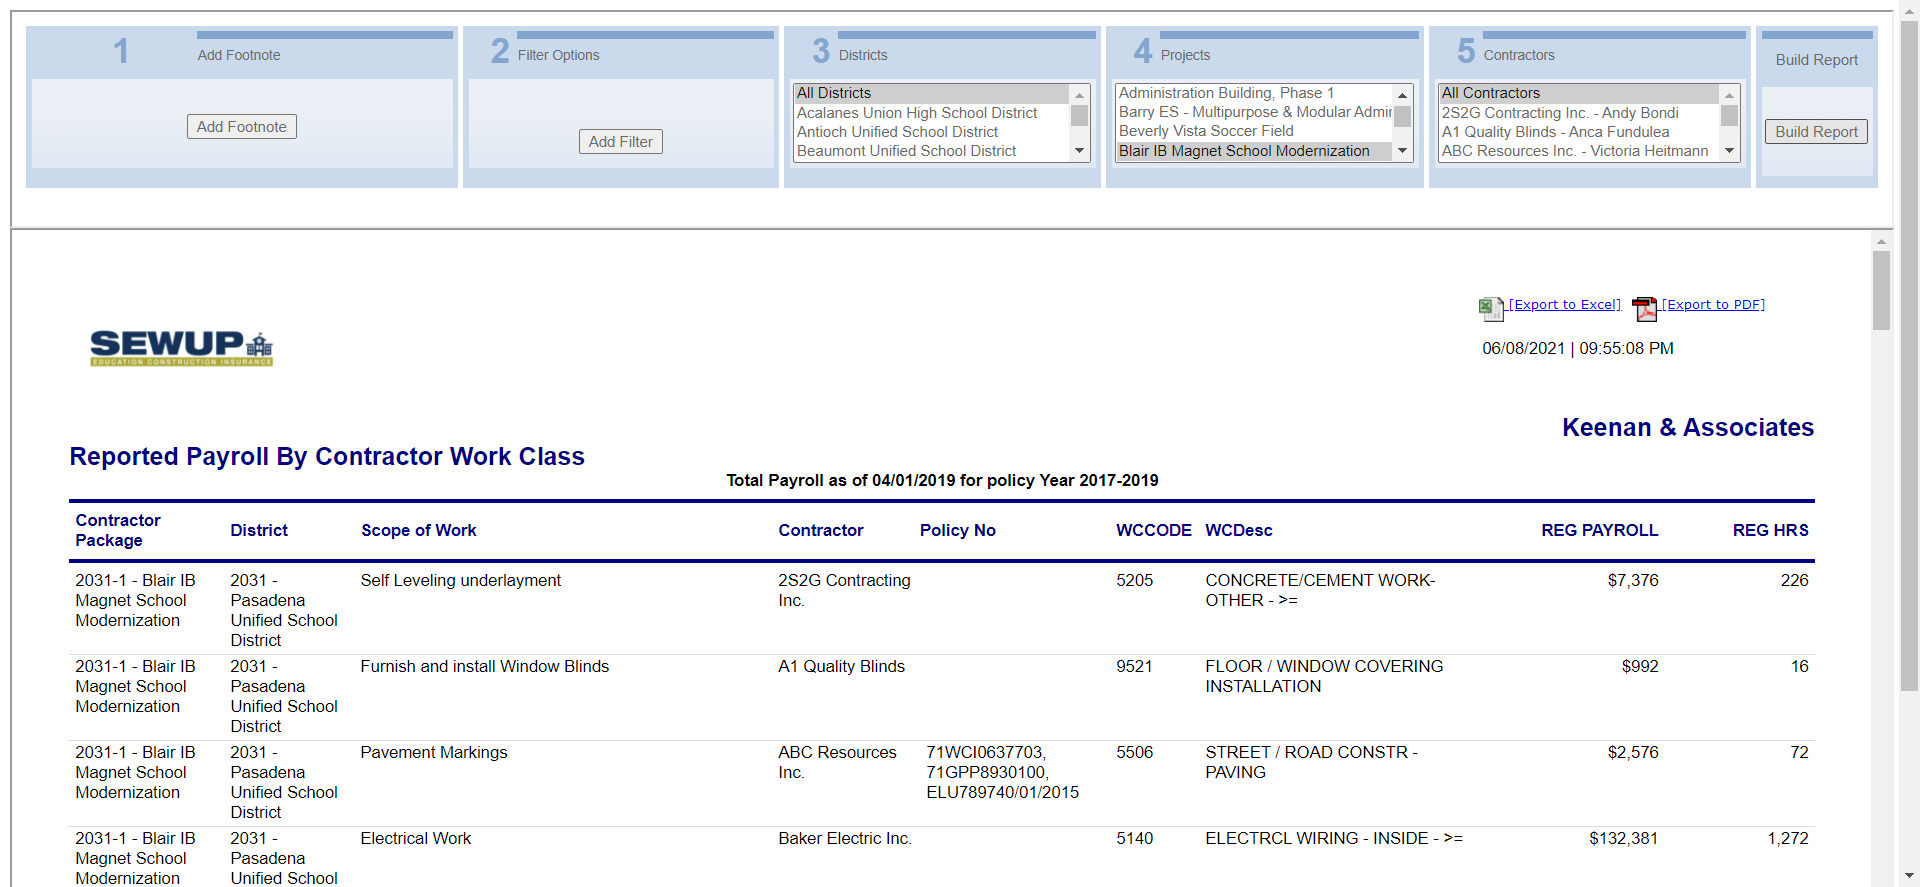 1 Add Footnote
Add Footnote
2 Filter Options
Add Filter
3 Districts
All Districts
Acalanes Union High School District
Antioch Unified School District
Beaumont Unified School District
4 Projects
Administration Building, Phase 1
Barry ES - Multipurpose & Modular Admir
Beverly Vista Soccer Field
Blair IB Magnet School Modernization
5 Contractors
All Contractors
2S2G Contracting Inc. - Andy Bondi
A1 Quality Blinds - Anca Fundulea
ABC Resources Inc. - Victoria Heitmann
Build Report
Build Report
[Export to Excel] [Export to PDF]
SEWUP
EDUCATION CONSTRUCTION INSURANCE
06/08/2021 | 09:55:08 PM
Keenan & Associates
Reported Payroll By Contractor Work Class
Total Payroll as of 04/01/2019 for policy Year 2017-2019
Contractor
Package
District
Scope of Work
Contractor
Policy No
WCCODE
WCDesc
REG PAYROLL
REG HRS
2031-1 - Blair IB
Magnet School
Modernization
2031 -
Pasadena
Unified School
District
Self Leveling underlayment
2S2G Contracting
Inc.
5205
CONCRETE/CEMENT WORK-
OTHER - >=
$7,376
226
2031-1 - Blair IB
Magnet School
Modernization
2031 -
Pasadena
Unified School
District
Furnish and install Window Blinds
A1 Quality Blinds
9521
FLOOR / WINDOW COVERING
INSTALLATION
$992
16
2031-1 - Blair IB
Magnet School
Modernization
2031 -
Pasadena
Unified School
District
Pavement Markings
ABC Resources
Inc.
71WCI0637703,
71GPP8930100,
ELU789740/01/2015
5506
STREET / ROAD CONSTR -
PAVING
$2,576
72
2031-1 - Blair IB
Magnet School
Modernization
2031 -
Pasadena
Unified School
Electrical Work
Baker Electric Inc.
5140
ELECTRCL WIRING - INSIDE - >=
$132,381
1,272